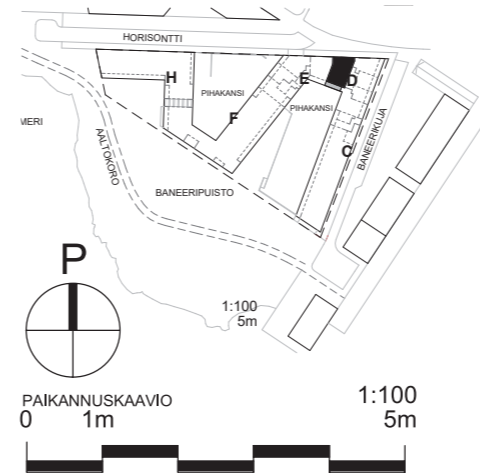 HORISONTTI
H
E
D
PIHAKANSI
PIHAKANSI
F
MERI
AALTOKORO
C
BANEERIKUJA
BANEERIPUISTO
P
1:100
5m
PAIKANNUSKAAVIO
1:100
0 1m 5m